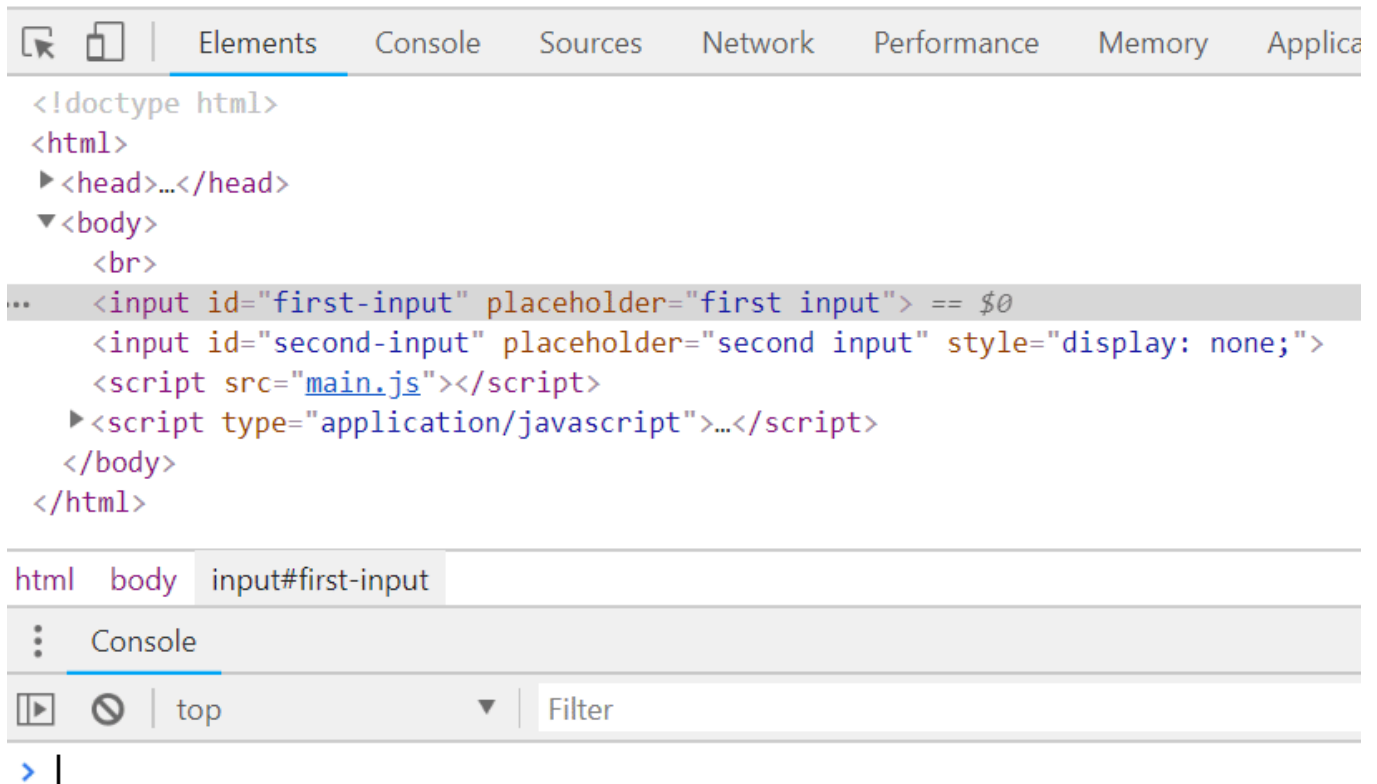 Elements Console Sources Network Performance Memory Applica
<!doctype html>
<html>
<head>…</head>
<body>
<br>
<input id="first-input" placeholder="first input"> == $0
<input id="second-input" placeholder="second input" style="display: none;">
<script src="main.js"></script>
<script type="application/javascript">…</script>
</body>
</html>
html body input#first-input
Console
top Filter